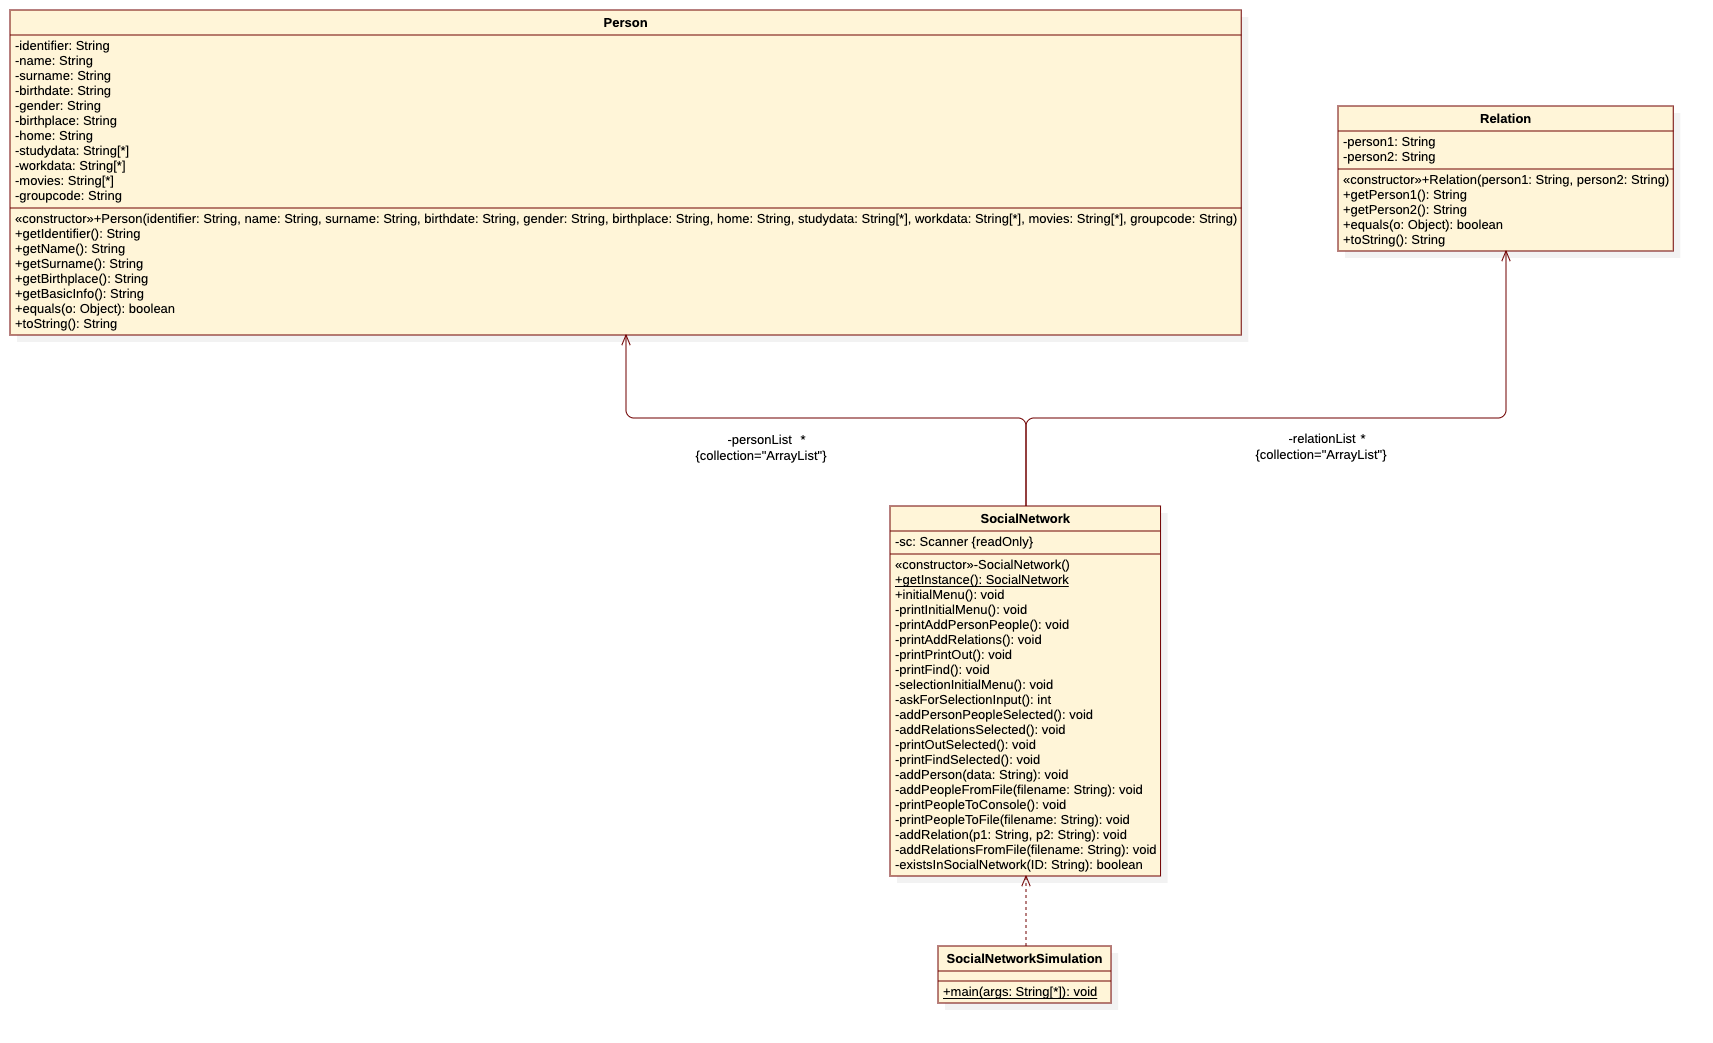 Person
-identifier: String
-name: String
-surname: String
-birthdate: String
-gender: String
-birthplace: String
-home: String
-studydata: String[*]
-workdata: String[*]
-movies: String[*]
-groupcode: String
«constructor»+Person(identifier: String, name: String, surname: String, birthdate: String, gender: String, birthplace: String, home: String, studydata: String[*], workdata: String[*], movies: String[*], groupcode: String)
+getIdentifier(): String
+getName(): String
+getSurname(): String
+getBirthplace(): String
+getBasicInfo(): String
+equals(o: Object): boolean
+toString(): String
Relation
-person1: String
-person2: String
«constructor»+Relation(person1: String, person2: String)
+getPerson1(): String
+getPerson2(): String
+equals(o: Object): boolean
+toString(): String
-personList *
{collection="ArrayList"}
-relationList *
{collection="ArrayList"}
SocialNetwork
-sc: Scanner {readOnly}
«constructor»-SocialNetwork()
+getInstance(): SocialNetwork
+initialMenu(): void
-printInitialMenu(): void
-printAddPersonPeople(): void
-printAddRelations(): void
-printPrintOut(): void
-printFind(): void
-selectionInitialMenu(): void
-askForSelectionInput(): int
-addPersonPeopleSelected(): void
-addRelationsSelected(): void
-printOutSelected(): void
-printFindSelected(): void
-addPerson(data: String): void
-addPeopleFromFile(filename: String): void
-printPeopleToConsole(): void
-printPeopleToFile(filename: String): void
-addRelation(p1: String, p2: String): void
-addRelationsFromFile(filename: String): void
-existsInSocialNetwork(ID: String): boolean
SocialNetworkSimulation
+main(args: String[*]): void